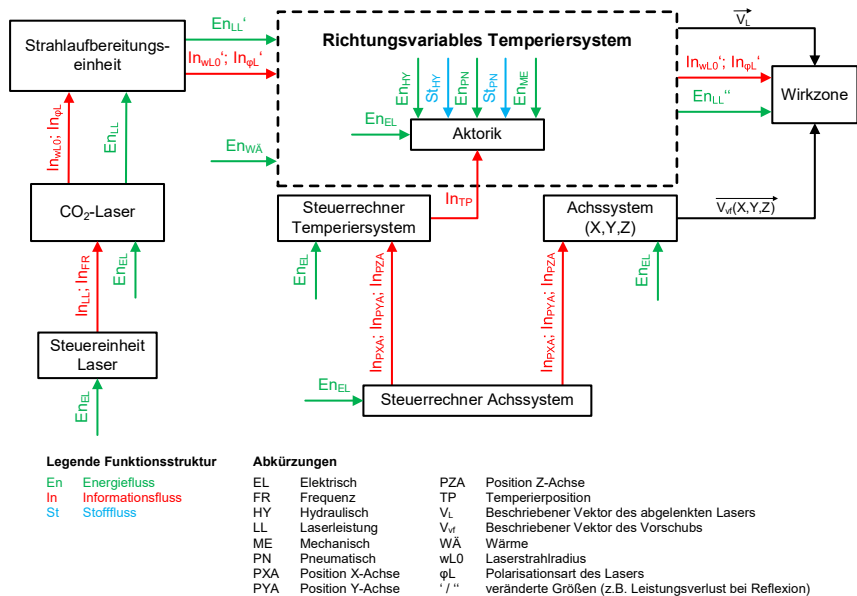 Strahlaufbereitungs-
einheit
En_LL‘
In_wL0‘; In_φL‘
Richtungsvariables Temperiersystem
En_HY
St_HY
En_PN
St_PN
En_ME
Aktorik
En_EL
En_WÄ
V_L
In_wL0‘; In_φL‘
En_LL“
Wirkzone
In_wL0; In_φL
En_LL
CO2-Laser
In_LL; In_FR
En_EL
Steuereinheit
Laser
En_EL
Steuerrechner
Temperiersystem
In_TP
En_EL
In_PXA; In_PYA; In_PZA
Achssystem
(X,Y,Z)
V_vf(X,Y,Z)
In_PXA; In_PYA; In_PZA
En_EL
En_EL
Steuerrechner Achssystem
Legende Funktionsstruktur
En Energiefluss
In Informationsfluss
St Stofffluss
Abkürzungen
EL Elektrisch
FR Frequenz
HY Hydraulisch
LL Laserleistung
ME Mechanisch
PN Pneumatisch
PXA Position X-Achse
PYA Position Y-Achse
PZA Position Z-Achse
TP Temperierposition
V_L Beschriebener Vektor des abgelenkten Lasers
V_vf Beschriebener Vektor des Vorschubs
WÄ Wärme
wL0 Laserstrahlradius
φL Polarisationsart des Lasers
‘ / “ veränderte Größen (z.B. Leistungsverlust bei Reflexion)